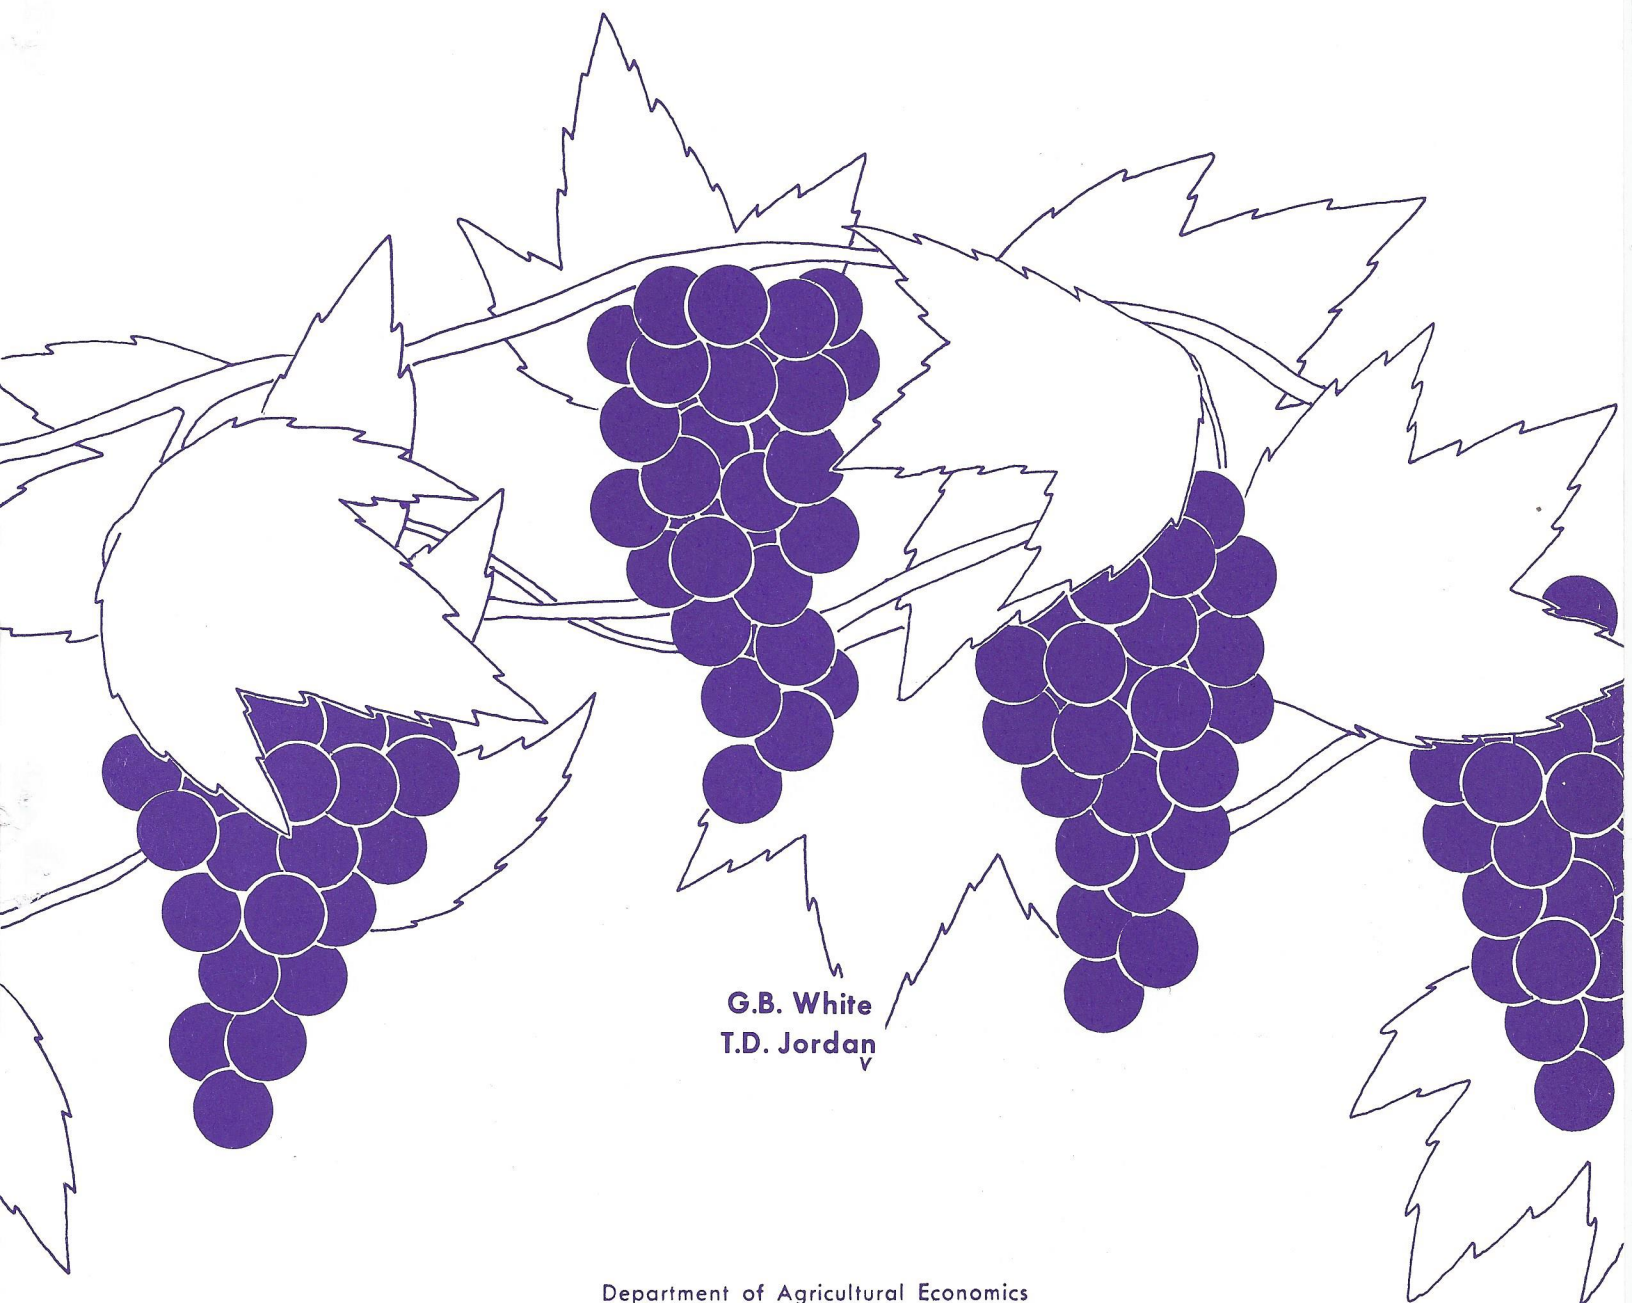 G.B. White
T.D. Jordan
Department of Agricultural Economics